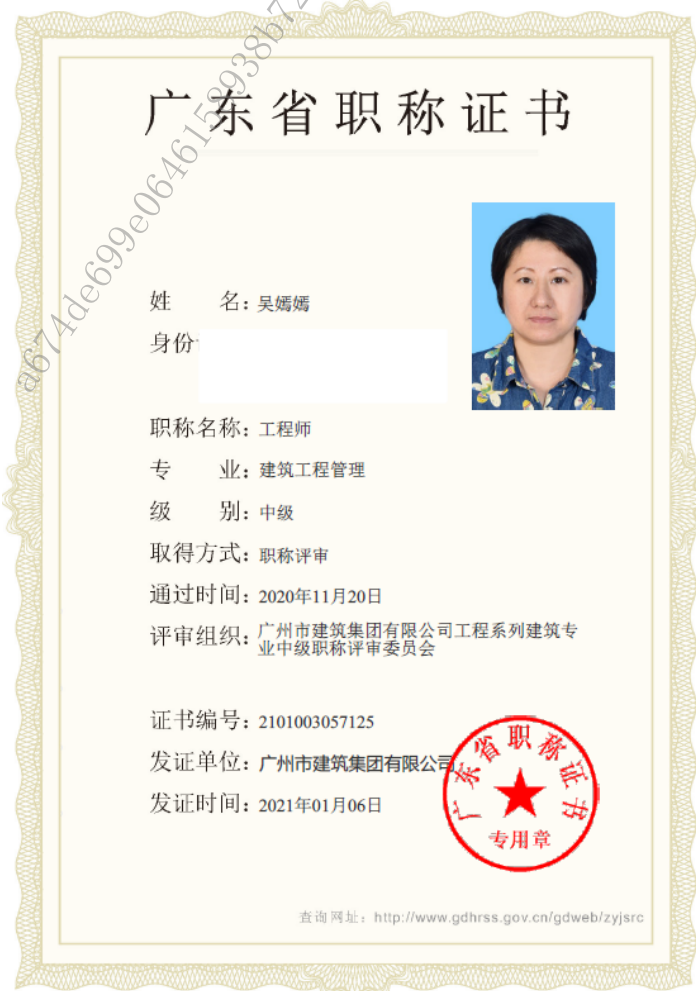 广东省职称证书
a674de699e0646158938b72
姓 名：吴嫣嫣
身份
职称名称：工程师
专 业：建筑工程管理
级 别：中级
取得方式：职称评审
通过时间：2020年11月20日
评审组织：广州市建筑集团有限公司工程系列建筑专
业中级职称评审委员会
证书编号：2101003057125
发证单位：广州市建筑集团有限公司
发证时间：2021年01月06日
广东省职称证书
专用章
查询网址：http://www.gdhrss.gov.cn/gdweb/zyjsrc